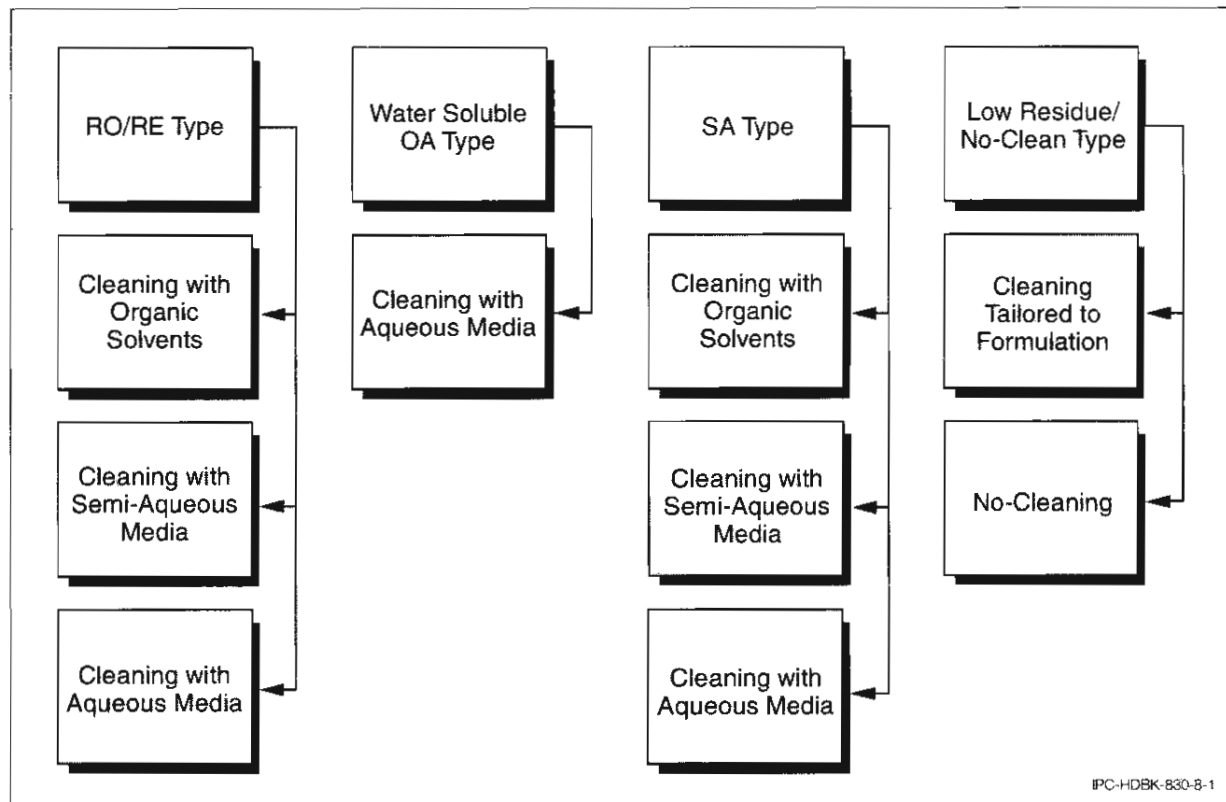 RO/RE Type
Cleaning with
Organic
Solvents
Cleaning with
Semi-Aqueous
Media
Cleaning with
Aqueous Media
Water Soluble
OA Type
Cleaning with
Aqueous Media
SA Type
Cleaning with
Organic
Solvents
Cleaning with
Semi-Aqueous
Media
Cleaning with
Aqueous Media
Low Residue/
No-Clean Type
Cleaning
Tailored to
Formulation
No-Cleaning
IPC-HDBK-830-8-1